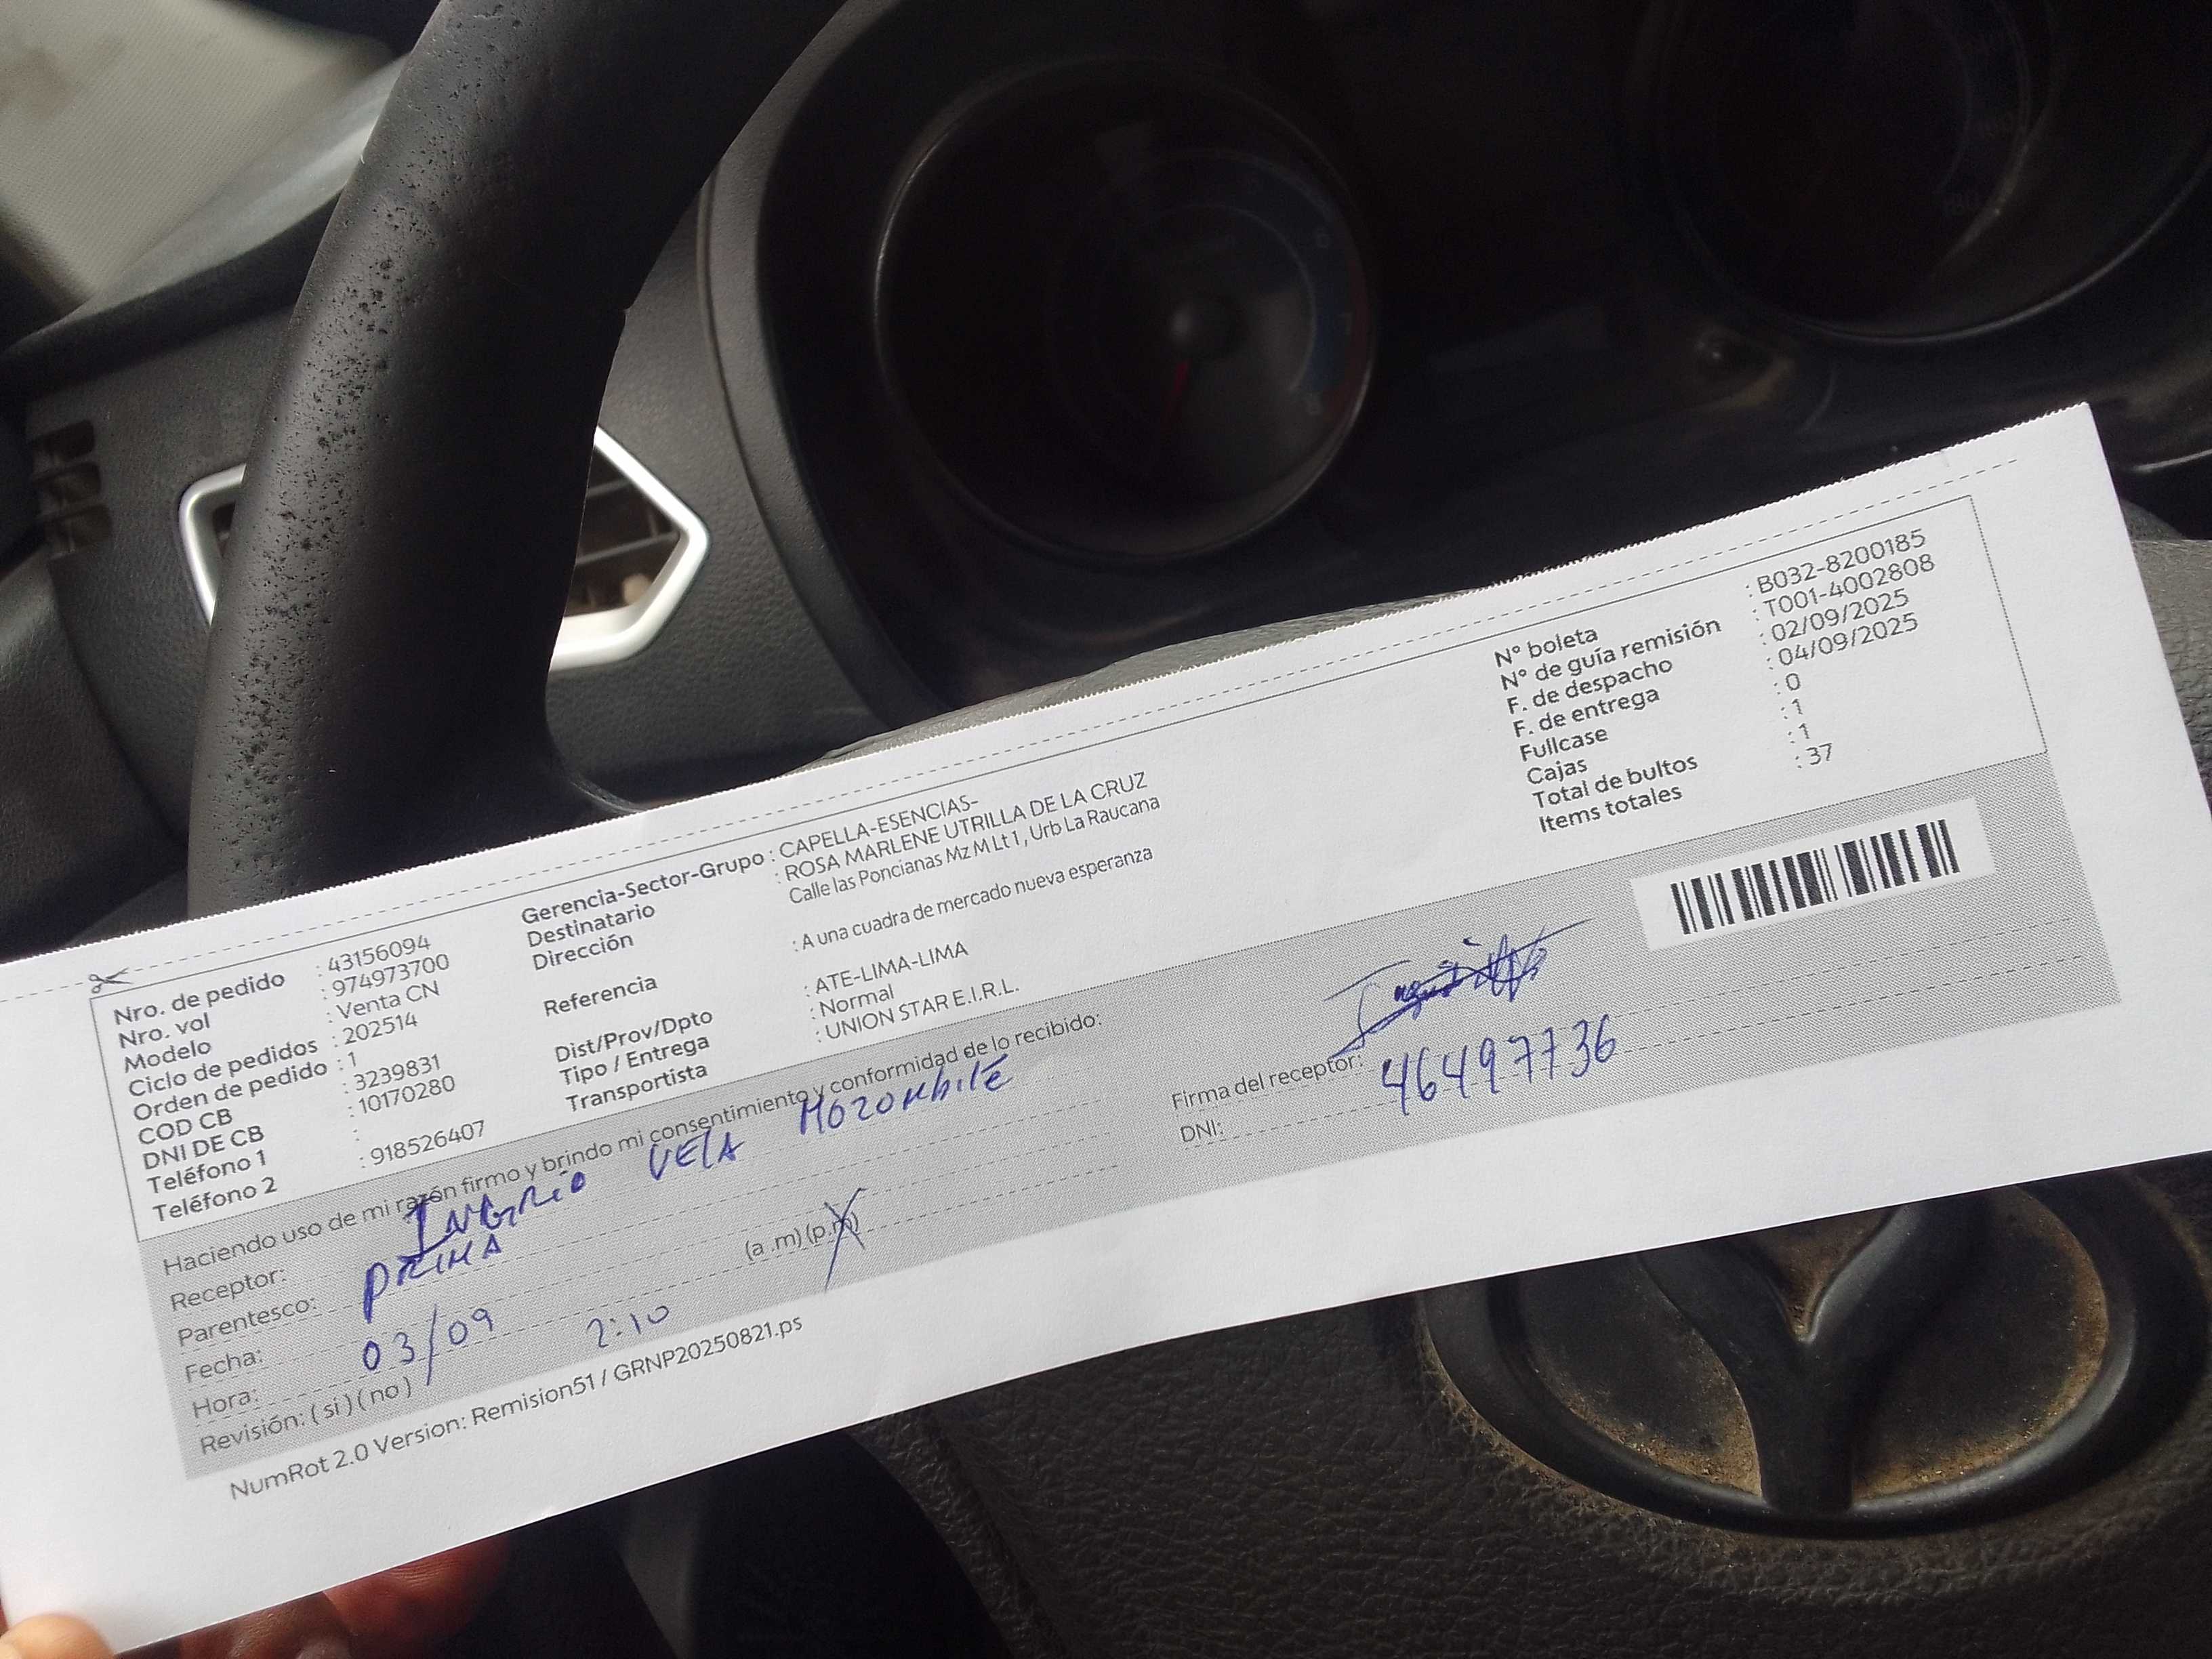 Nro. de pedido : 43156094
Nro. vol : 974973700
Modelo : Venta CN
Ciclo de pedidos : 202514
Orden de pedido : 1
COD CB : 3239831
DNI DE CB : 10170280
Teléfono 1 :
Teléfono 2 : 918526407
Gerencia-Sector-Grupo : CAPELLA-ESENCIAS-
Destinatario : ROSA MARLENE UTRILLA DE LA CRUZ
Dirección Calle las Poncianas Mz M Lt 1, Urb La Raucana
Referencia : A una cuadra de mercado nueva esperanza
Dist/Prov/Dpto : ATE-LIMA-LIMA
Tipo / Entrega : Normal
Transportista : UNION STAR E.I.R.L.
N° boleta : B032-8200185
N° de guía remisión : T001-4002808
F. de despacho : 02/09/2025
F. de entrega : 04/09/2025
Fullcase : 0
Cajas : 1
Total de bultos : 1
Items totales : 37
Haciendo uso de mi razón firmo y brindo mi consentimiento y conformidad de lo recibido:
Receptor: INGRID VELA MOZOMBITE
Parentesco: PRIMA
Fecha: 03/09
Hora: 2:10 (a .m) (p.m)
Revisión: ( si ) ( no )
Firma del receptor:
DNI: 46497736
NumRot 2.0 Version: Remision51 / GRNP20250821.ps